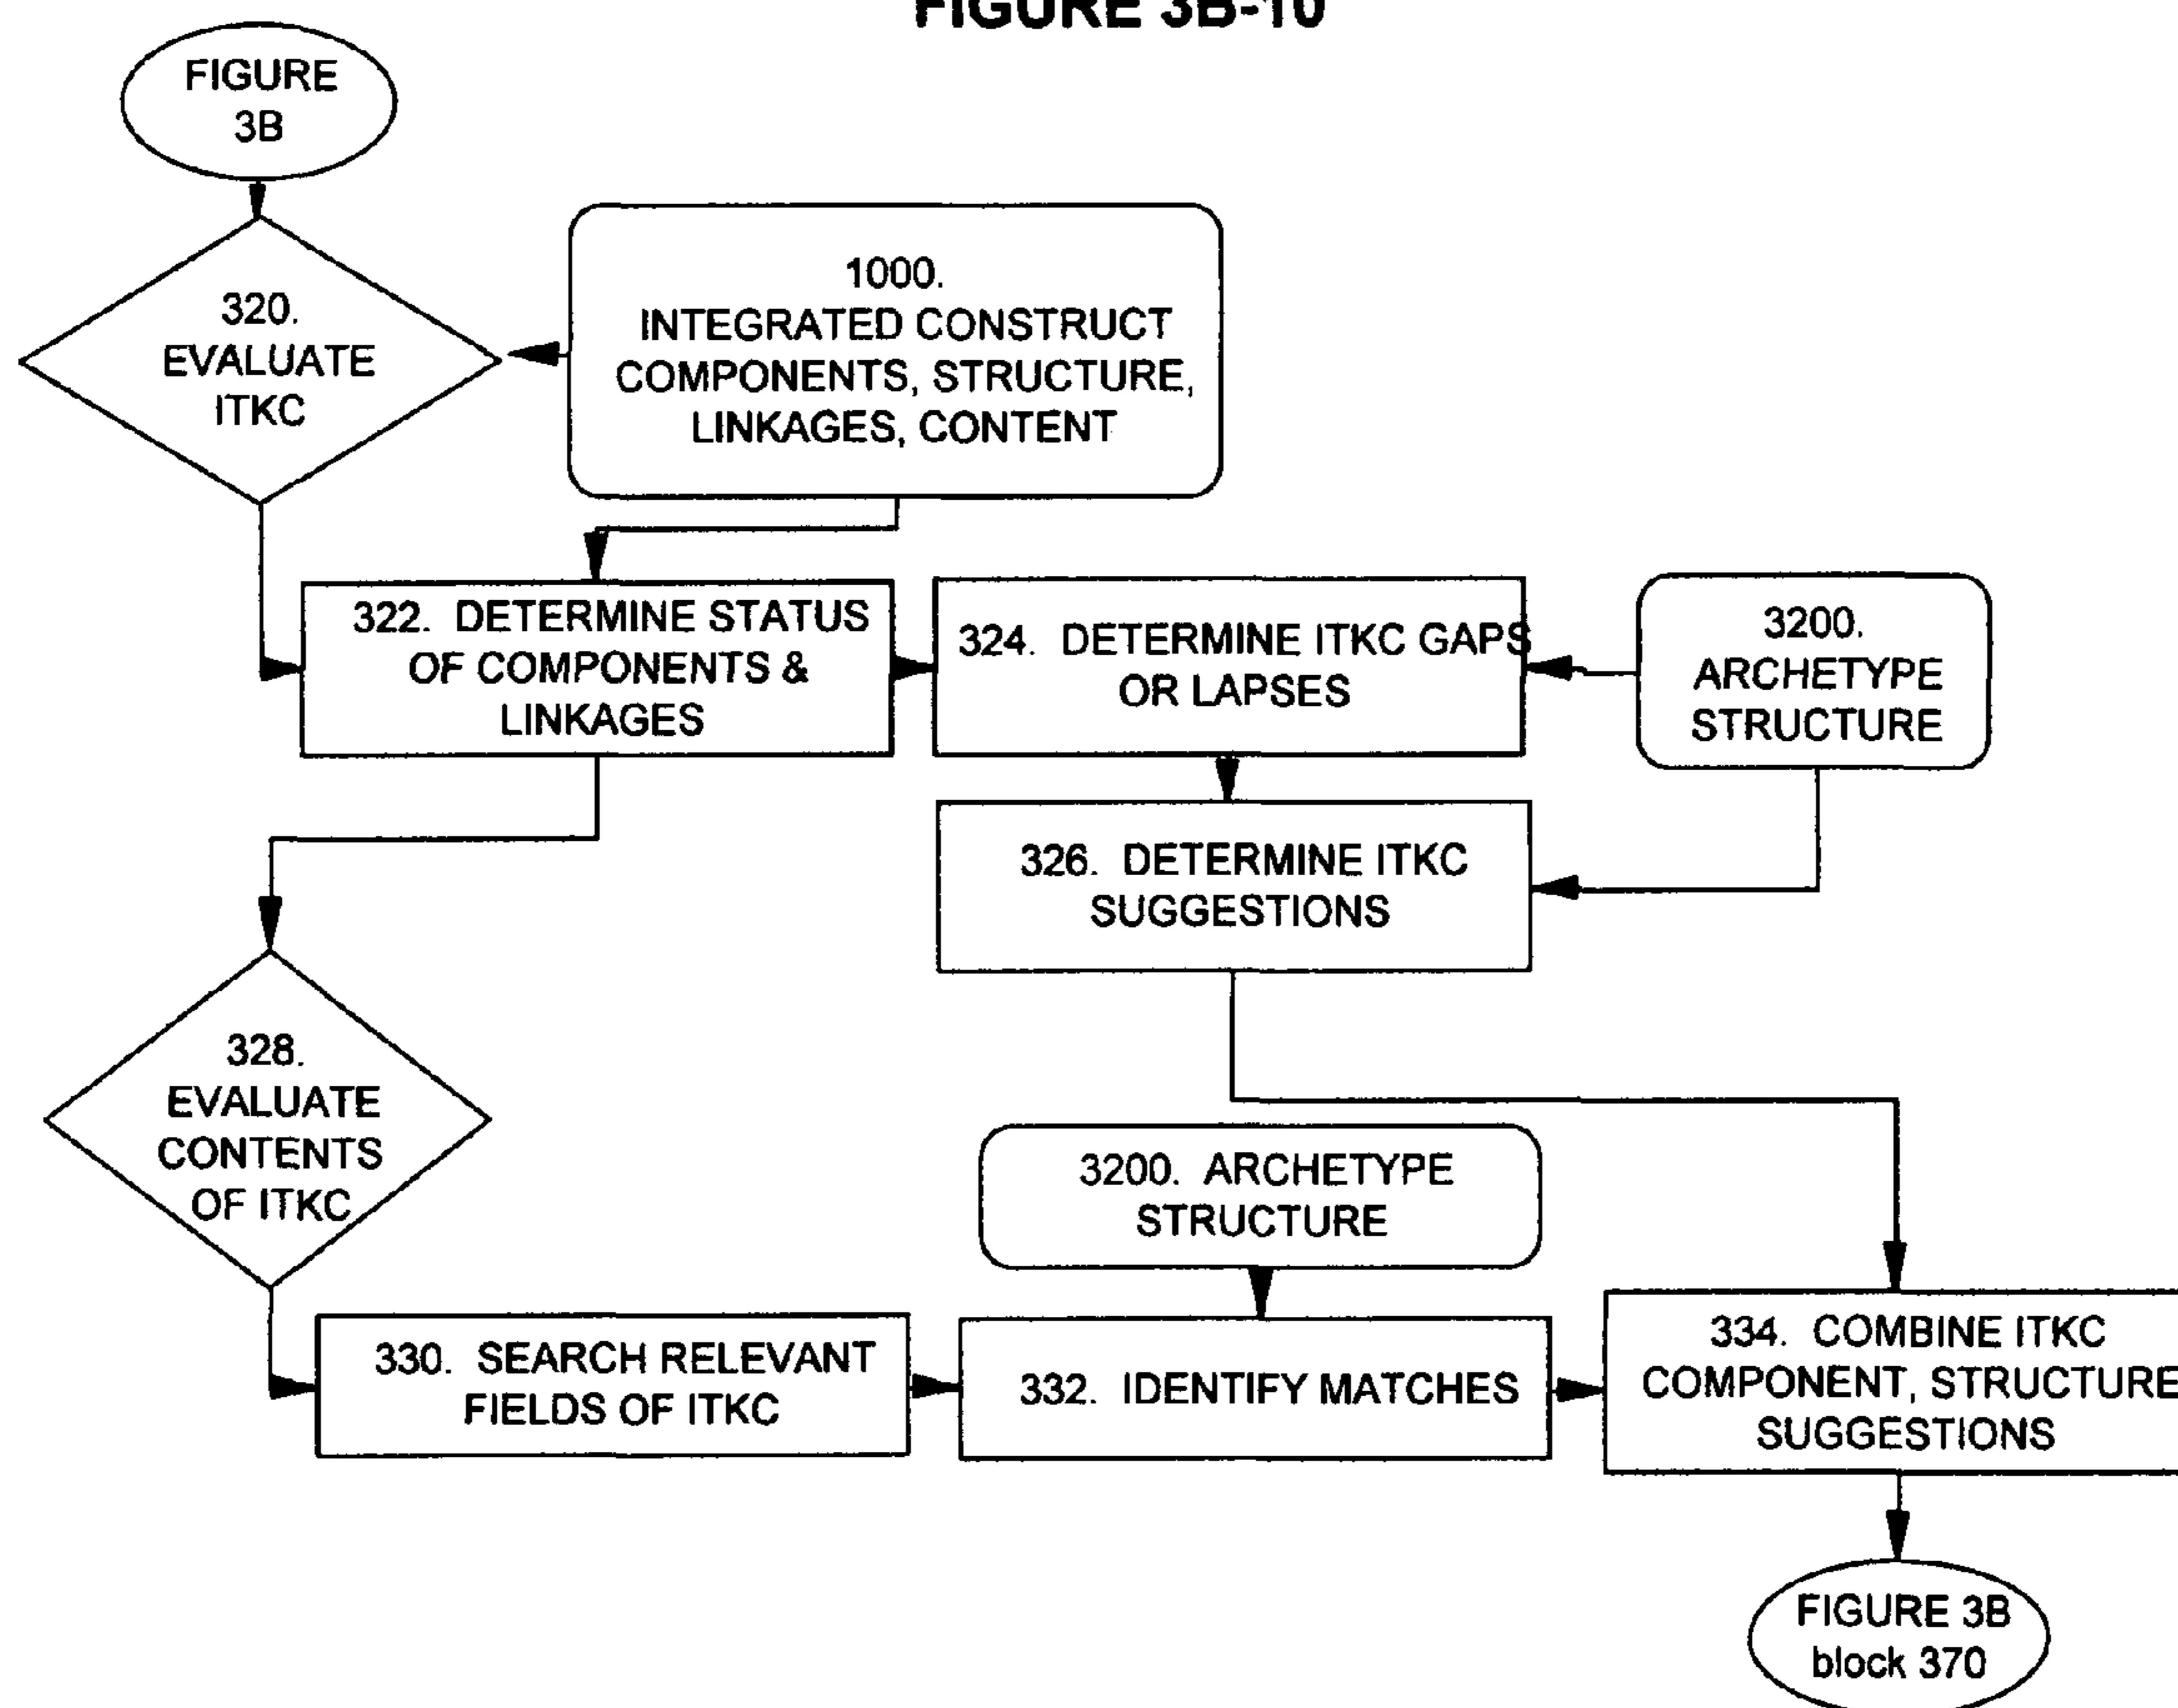 FIGURE 3B-10
FIGURE
3B
320.
EVALUATE
ITKC
1000.
INTEGRATED CONSTRUCT
COMPONENTS, STRUCTURE,
LINKAGES, CONTENT
322. DETERMINE STATUS
OF COMPONENTS &
LINKAGES
324. DETERMINE ITKC GAPS
OR LAPSES
3200.
ARCHETYPE
STRUCTURE
326. DETERMINE ITKC
SUGGESTIONS
328.
EVALUATE
CONTENTS
OF ITKC
3200. ARCHETYPE
STRUCTURE
330. SEARCH RELEVANT
FIELDS OF ITKC
332. IDENTIFY MATCHES
334. COMBINE ITKC
COMPONENT, STRUCTURE
SUGGESTIONS
FIGURE 3B
block 370